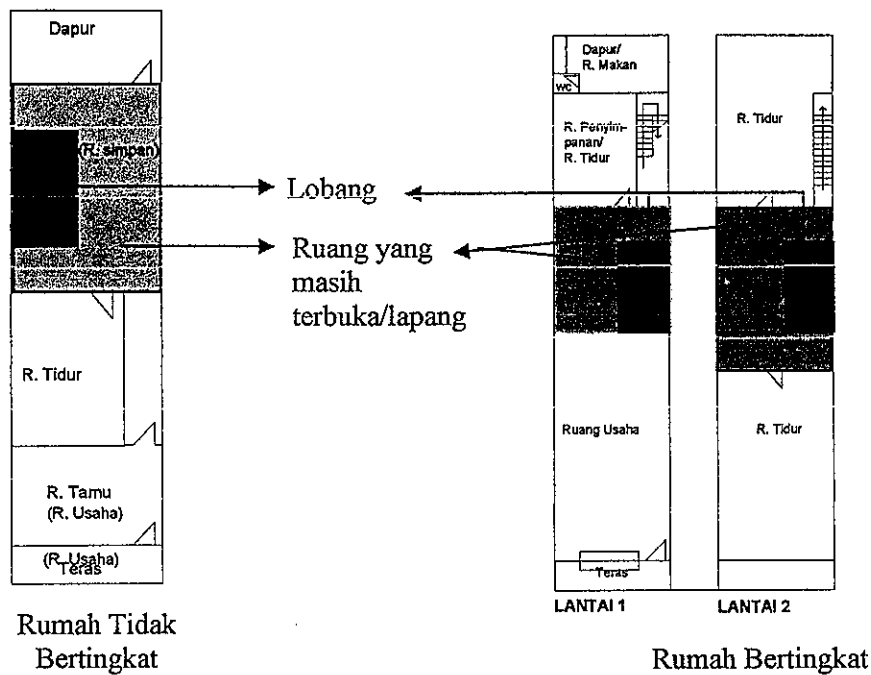 Dapur
(R. simpan)
R. Tidur
R. Tamu
(R. Usaha)
(R. Usaha)
Teras
Rumah Tidak
Bertingkat
Lobang
Ruang yang
masih
terbuka/lapang
Dapur/
R. Makan
WC
R. Penyim-
panan/
R. Tidur
Ruang Usaha
Teras
LANTAI 1
R. Tidur
R. Tidur
LANTAI 2
Rumah Bertingkat